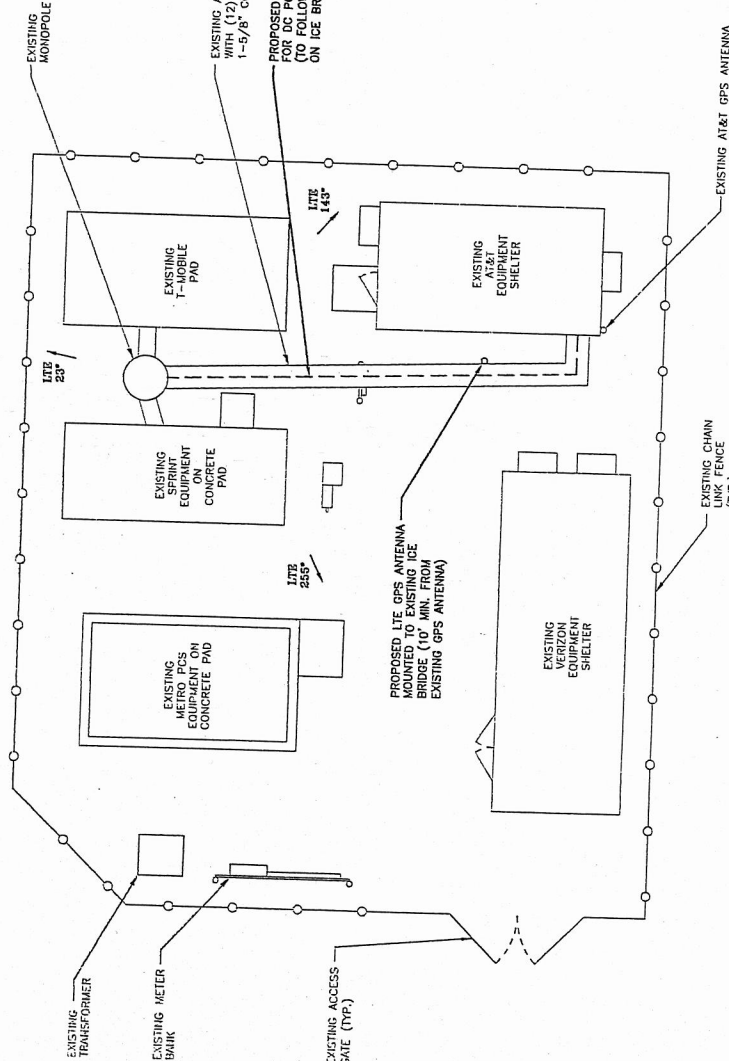 EXISTING
MONOPOLE
EXISTING
WITH (12)
1-5/8"
PROPOSED
FOR DC
(TO FOLLOW
ON ICE
LTE
23°
EXISTING
T-MOBILE
PAD
LTE
143°
EXISTING
AT&T
EQUIPMENT
SHELTER
EXISTING AT&T GPS ANTENNA
EXISTING
SPRINT
EQUIPMENT
ON
CONCRETE
PAD
LTE
255°
PROPOSED LTE GPS ANTENNA
MOUNTED TO EXISTING ICE
BRIDGE (10' MIN. FROM
EXISTING GPS ANTENNA)
EXISTING
METRO PCS
EQUIPMENT ON
CONCRETE PAD
EXISTING
VERIZON
EQUIPMENT
SHELTER
EXISTING CHAIN
LINK FENCE
EXISTING
TRANSFORMER
EXISTING METER
BANK
EXISTING ACCESS
GATE (TYP.)